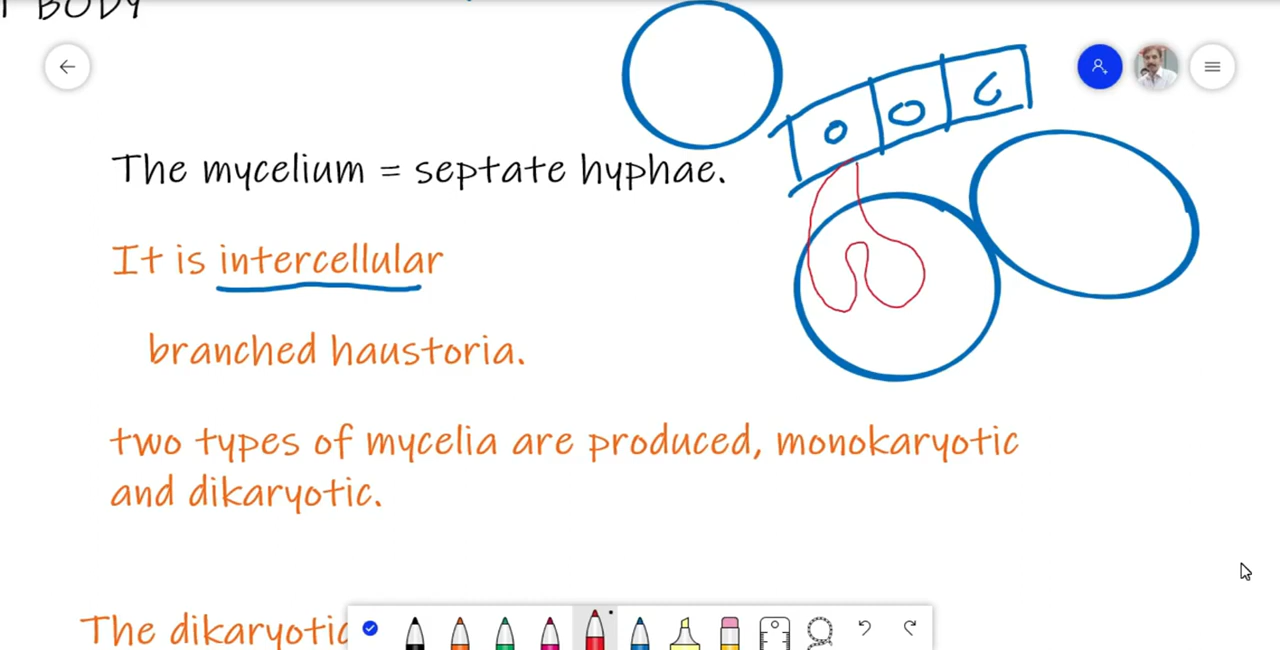 T BODY
The mycelium = septate hyphae.
It is intercellular
branched haustoria.
two types of mycelia are produced, monokaryotic
and dikaryotic.
The dikaryotic